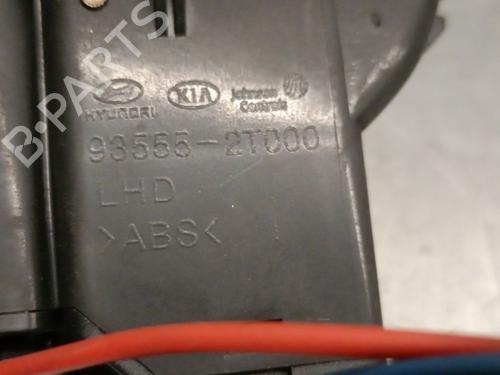 B-PARTS
HYUNDAI KIA Johnson Controls
93555-2T000
LHD
>ABS<